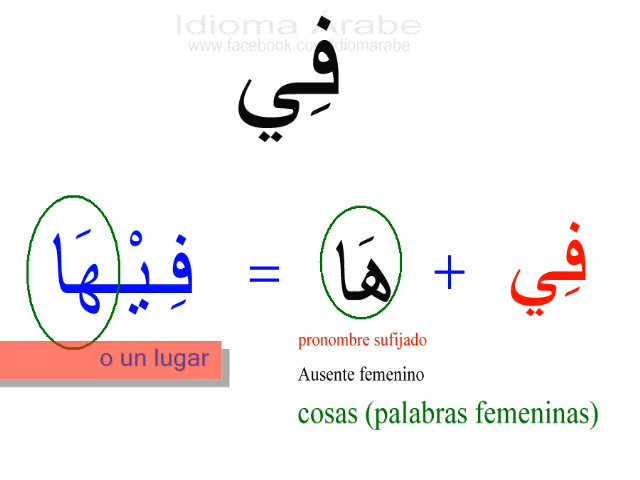 Idioma Árabe
www.facebook.com/idiomarabe
فِي
فِي + هَا = فِيْهَا
pronombre sufijado
o un lugar
Ausente femenino
cosas (palabras femeninas)